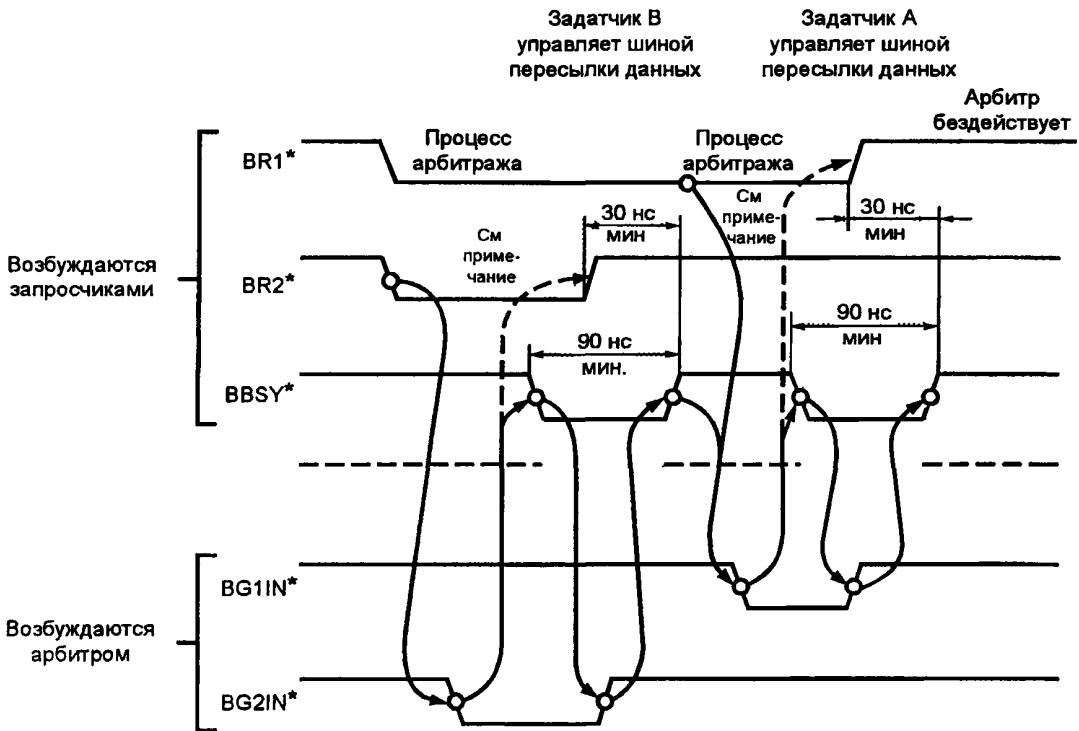 Задатчик В
управляет шиной
пересылки данных
Задатчик А
управляет шиной
пересылки данных
Арбитр
бездействует
Процесс
арбитража
Процесс
арбитража
BR1*
См
приме-
чание
30 нс
мин
См
приме-
чание
30 нс
мин
Возбуждаются
запросчиками
BR2*
90 нс
мин.
90 нс
мин
BBSY*
BG1IN*
Возбуждаются
арбитром
BG2IN*